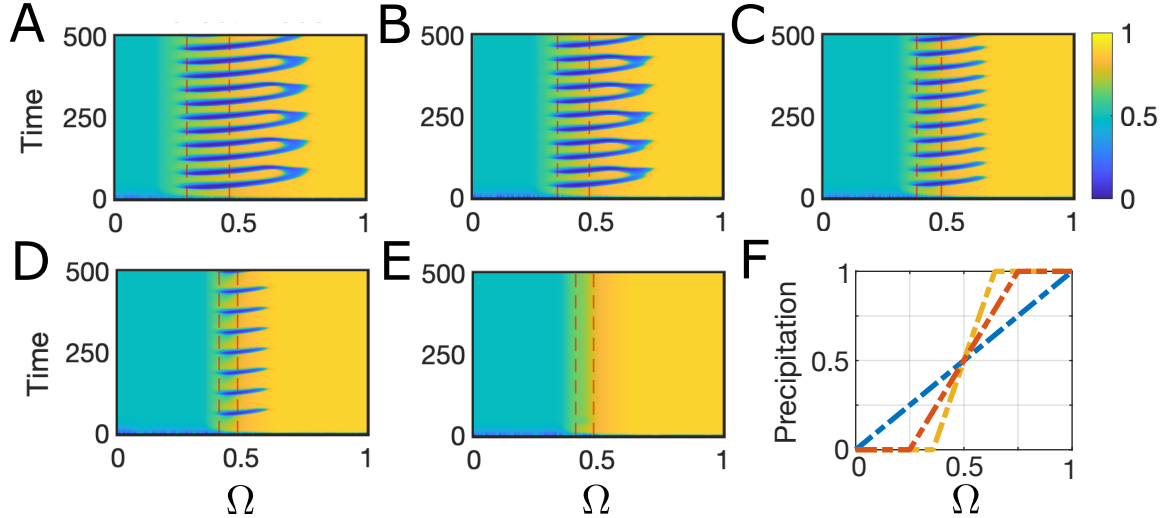 A B C
500 500 500 1
Time 250 250 250 0.5
0 0 0 0
0 0.5 1 0 0.5 1 0 0.5 1
D E F
500 500 1
Time 250 250 Precipitation 0.5
0 0 0
0 0.5 1 0 0.5 1 0 0.5 1
Ω Ω Ω